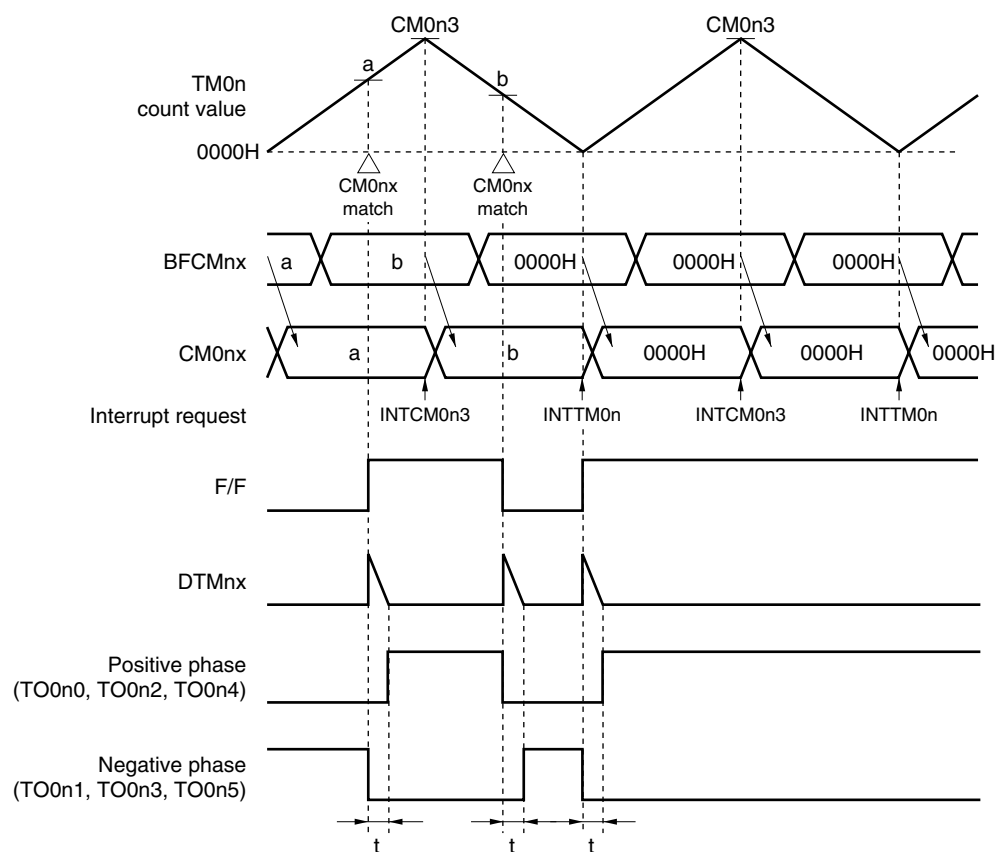 CM0n3 CM0n3
a
b
TM0n
count value
0000H
CM0nx
match
CM0nx
match
BFCMnx a b 0000H 0000H 0000H
CM0nx a b 0000H 0000H 0000H
Interrupt request INTCM0n3 INTTM0n INTCM0n3 INTTM0n
F/F
DTMnx
Positive phase
(TO0n0, TO0n2, TO0n4)
Negative phase
(TO0n1, TO0n3, TO0n5)
t t t